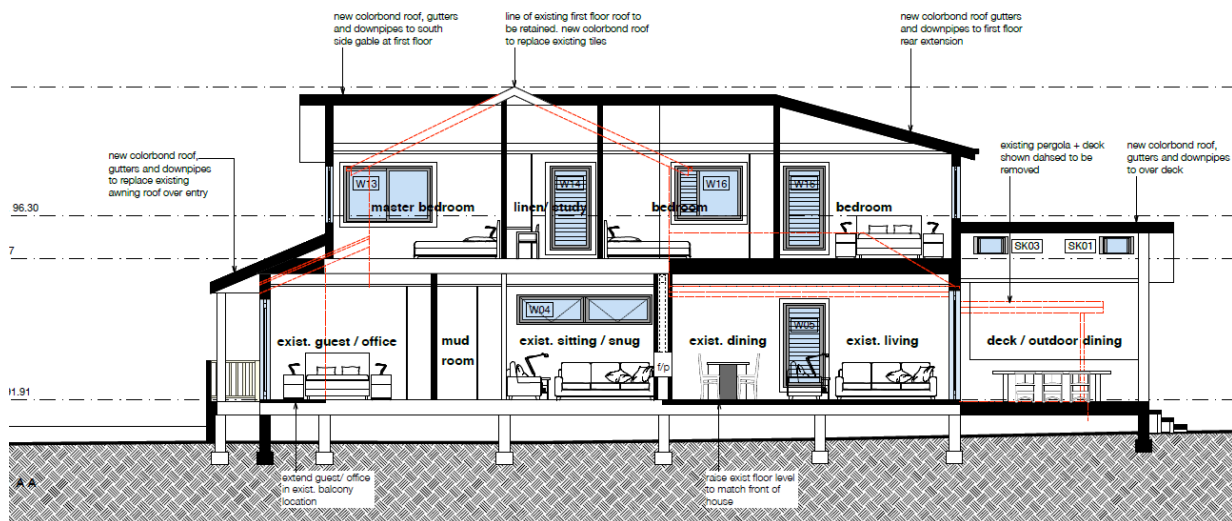 new colorbond roof, gutters
and downpipes to south
side gable at first floor
line of existing first floor roof to
be retained. new colorbond roof
to replace existing tiles
new colorbond roof gutters
and downpipes to first floor
rear extension
new colorbond roof,
gutters and downpipes
to replace existing
awning roof over entry
existing pergola + deck
shown dahsed to be
removed
new colorbond roof,
gutters and downpipes
to over deck
W13
W14
W16
W15
96.30
master bedroom
linen/ study
bedroom
bedroom
7
SK03
SK01
W04
W05
exist. guest / office
mud
room
exist. sitting / snug
exist. dining
exist. living
deck / outdoor dining
f/p
01.91
extend guest/ office
in exist. balcony
location
raise exist floor level
to match front of
house
A A